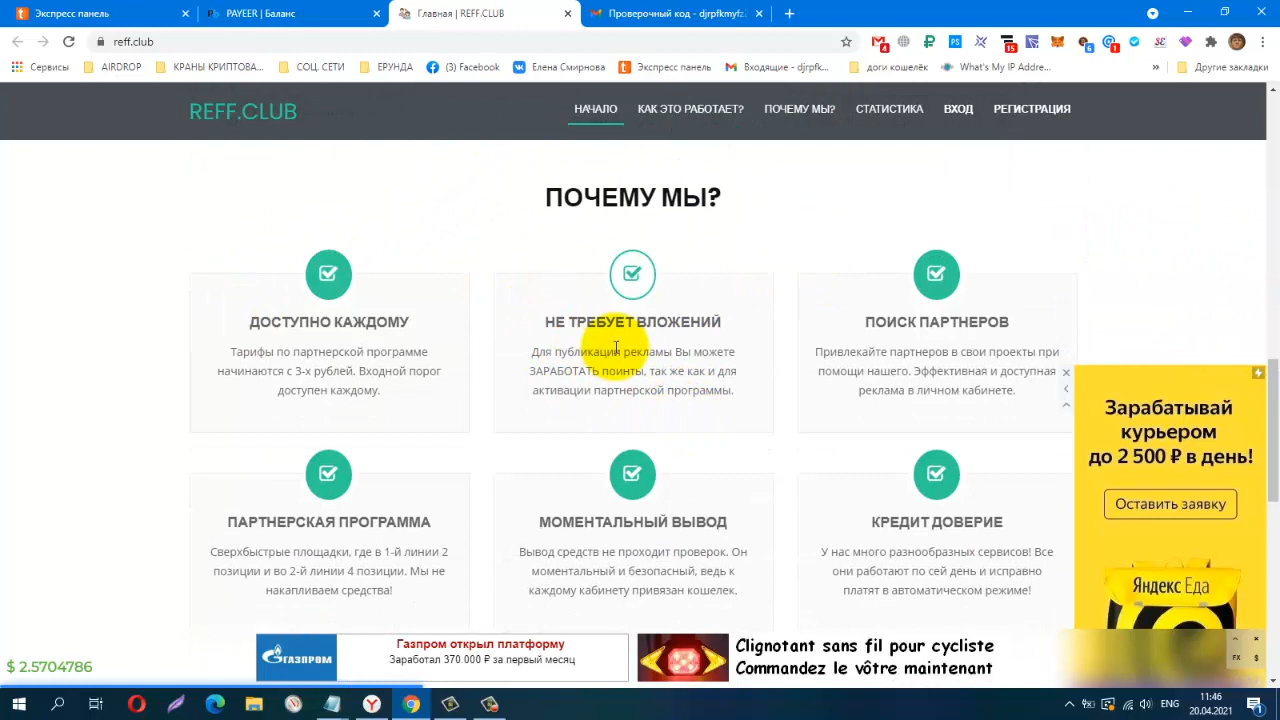 Экспресс панель
PAYEER | Баланс
Главная | REFF.CLUB
Проверочный код - djrpfkmyfz
reff.club
4
15
6
1
Сервисы
AIRDROP
КРАНЫ КРИПТОВА...
СОЦ. СЕТИ
ЕРУНДА
(3) Facebook
Елена Смирнова
Экспресс панель
Входящие - djrpfk...
доги кошелёк
What's My IP Addre...
»
Другие закладки
REFF.CLUB
НАЧАЛО
КАК ЭТО РАБОТАЕТ?
ПОЧЕМУ МЫ?
СТАТИСТИКА
ВХОД
РЕГИСТРАЦИЯ
ПОЧЕМУ МЫ?
ДОСТУПНО КАЖДОМУ
Тарифы по партнерской программе
начинаются с 3-х рублей. Входной порог
доступен каждому.
НЕ ТРЕБУЕТ ВЛОЖЕНИЙ
Для публикации рекламы Вы можете
ЗАРАБОТАТЬ поинты, так же как и для
активации партнерской программы.
ПОИСК ПАРТНЕРОВ
Привлекайте партнеров в свои проекты при
помощи нашего. Эффективная и доступная
реклама в личном кабинете.
ПАРТНЕРСКАЯ ПРОГРАММА
Сверхбыстрые площадки, где в 1-й линии 2
позиции и во 2-й линии 4 позиции. Мы не
накапливаем средства!
МОМЕНТАЛЬНЫЙ ВЫВОД
Вывод средств не проходит проверок. Он
моментальный и безопасный, ведь к
каждому кабинету привязан кошелек.
КРЕДИТ ДОВЕРИЕ
У нас много разнообразных сервисов! Все
они работают по сей день и исправно
платят в автоматическом режиме!
Зарабатывай
курьером
до 2 500 ₽ в день!
Оставить заявку
Яндекс Еда
ГАЗПРОМ
Газпром открыл платформу
Заработал 370.000 ₽ за первый месяц
Clignotant sans fil pour cycliste
Commandez le vôtre maintenant
FX $
$ 2.5704786
ENG
11:46
20.04.2021
1